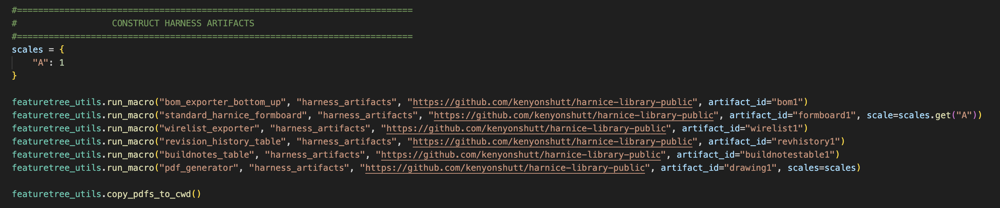 #===========================================================================
#                  CONSTRUCT HARNESS ARTIFACTS
#===========================================================================
scales = {
    "A": 1
}
featuretree_utils.run_macro("bom_exporter_bottom_up", "harness_artifacts", "https://github.com/kenyonshutt/harnice-library-public", artifact_id="bom1")
featuretree_utils.run_macro("standard_harnice_formboard", "harness_artifacts", "https://github.com/kenyonshutt/harnice-library-public", artifact_id="formboard1", scale=scales.get("A"))
featuretree_utils.run_macro("wirelist_exporter", "harness_artifacts", "https://github.com/kenyonshutt/harnice-library-public", artifact_id="wirelist1")
featuretree_utils.run_macro("revision_history_table", "harness_artifacts", "https://github.com/kenyonshutt/harnice-library-public", artifact_id="revhistory1")
featuretree_utils.run_macro("buildnotes_table", "harness_artifacts", "https://github.com/kenyonshutt/harnice-library-public", artifact_id="buildnotestable1")
featuretree_utils.run_macro("pdf_generator", "harness_artifacts", "https://github.com/kenyonshutt/harnice-library-public", artifact_id="drawing1", scales=scales)
featuretree_utils.copy_pdfs_to_cwd()